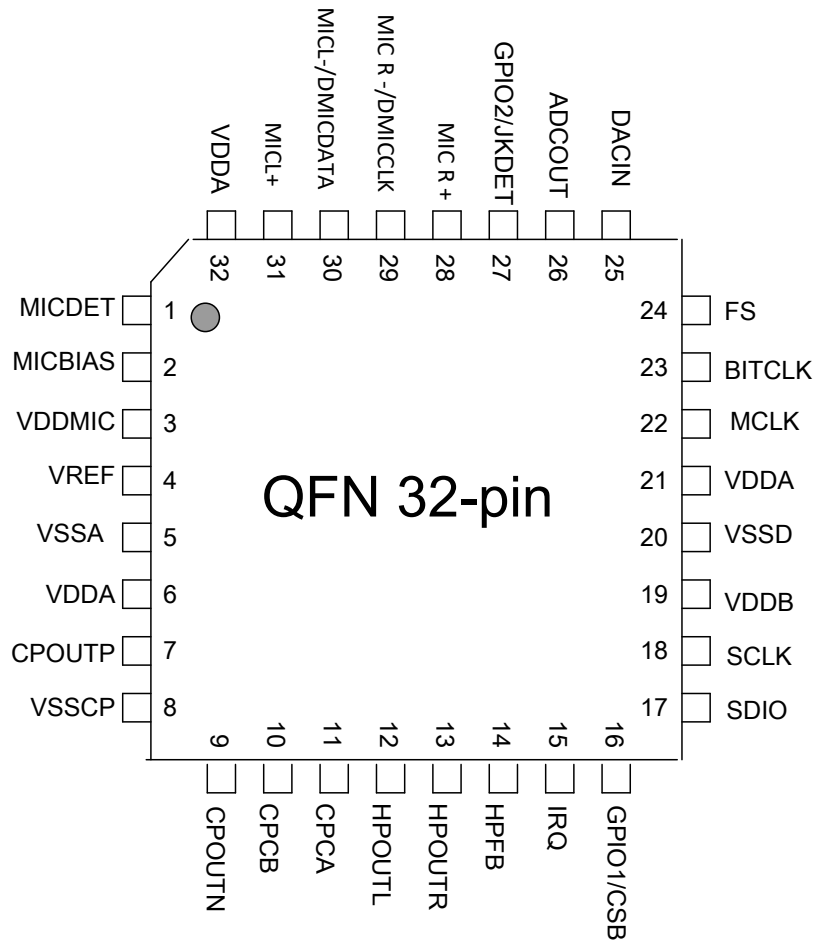 VDDA
MICL+
MICL-/DMICDATA
MIC R -/DMICCLK
MIC R +
GPIO2/JKDET
ADCOUT
DACIN
32
31
30
29
28
27
26
25
MICDET 1
MICBIAS 2
VDDMIC 3
VREF 4
VSSA 5
VDDA 6
CPOUTP 7
VSSCP 8
QFN 32-pin
24 FS
23 BITCLK
22 MCLK
21 VDDA
20 VSSD
19 VDDB
18 SCLK
17 SDIO
9
10
11
12
13
14
15
16
CPOUTN
CPCB
CPCA
HPOUTL
HPOUTR
HPFB
IRQ
GPIO1/CSB